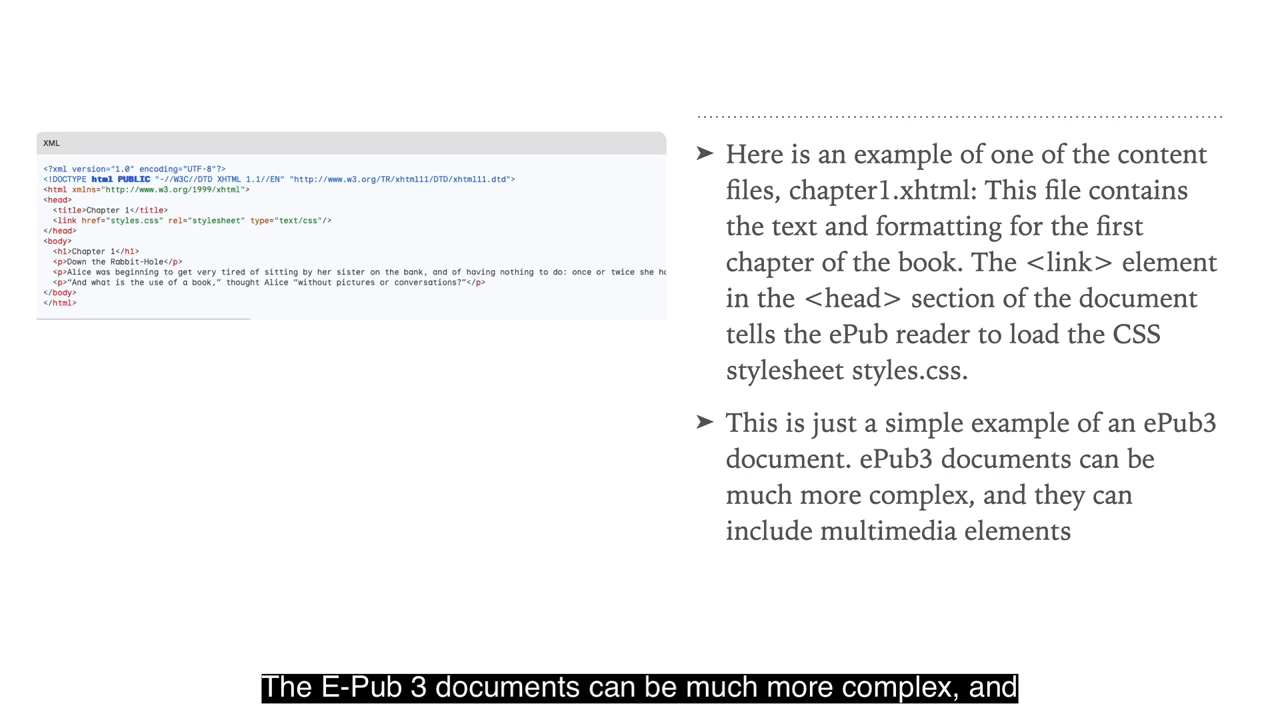 XML
<?xml version="1.0" encoding="UTF-8"?>
<!DOCTYPE html PUBLIC "-//W3C//DTD XHTML 1.1//EN" "http://www.w3.org/TR/xhtml11/DTD/xhtml11.dtd">
<html xmlns="http://www.w3.org/1999/xhtml">
<head>
<title>Chapter 1</title>
<link href="styles.css" rel="stylesheet" type="text/css"/>
</head>
<body>
<h1>Chapter 1</h1>
<p>Down the Rabbit-Hole</p>
<p>Alice was beginning to get very tired of sitting by her sister on the bank, and of having nothing to do: once or twice she
<p>“And what is the use of a book,” thought Alice “without pictures or conversations?”</p>
</body>
</html>
➤ Here is an example of one of the content
files, chapter1.xhtml: This file contains
the text and formatting for the first
chapter of the book. The <link> element
in the <head> section of the document
tells the ePub reader to load the CSS
stylesheet styles.css.
➤ This is just a simple example of an ePub3
document. ePub3 documents can be
much more complex, and they can
include multimedia elements
The E-Pub 3 documents can be much more complex, and